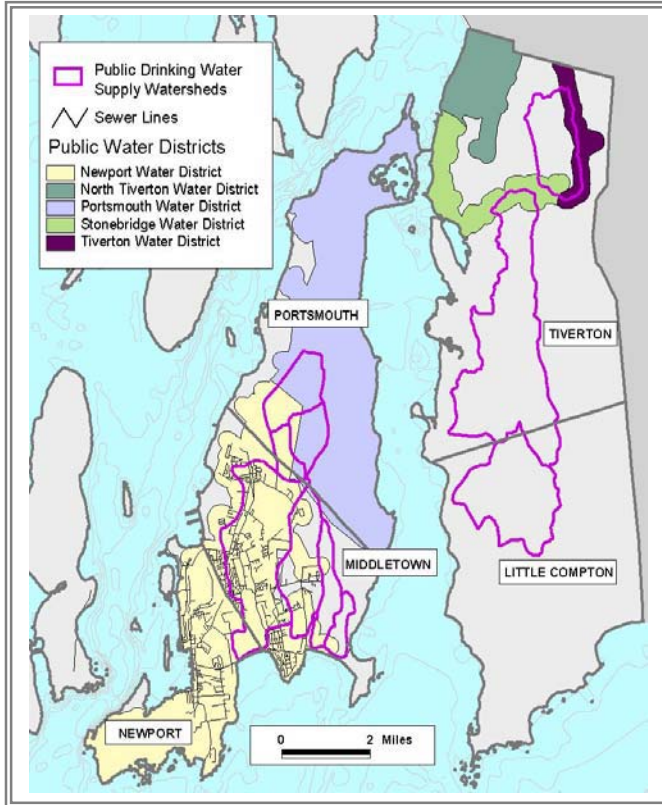 Public Drinking Water
Supply Watersheds
Sewer Lines
Public Water Districts
Newport Water District
North Tiverton Water District
Portsmouth Water District
Stonebridge Water District
Tiverton Water District
PORTSMOUTH
TIVERTON
MIDDLETOWN
LITTLE COMPTON
NEWPORT
0 2 Miles